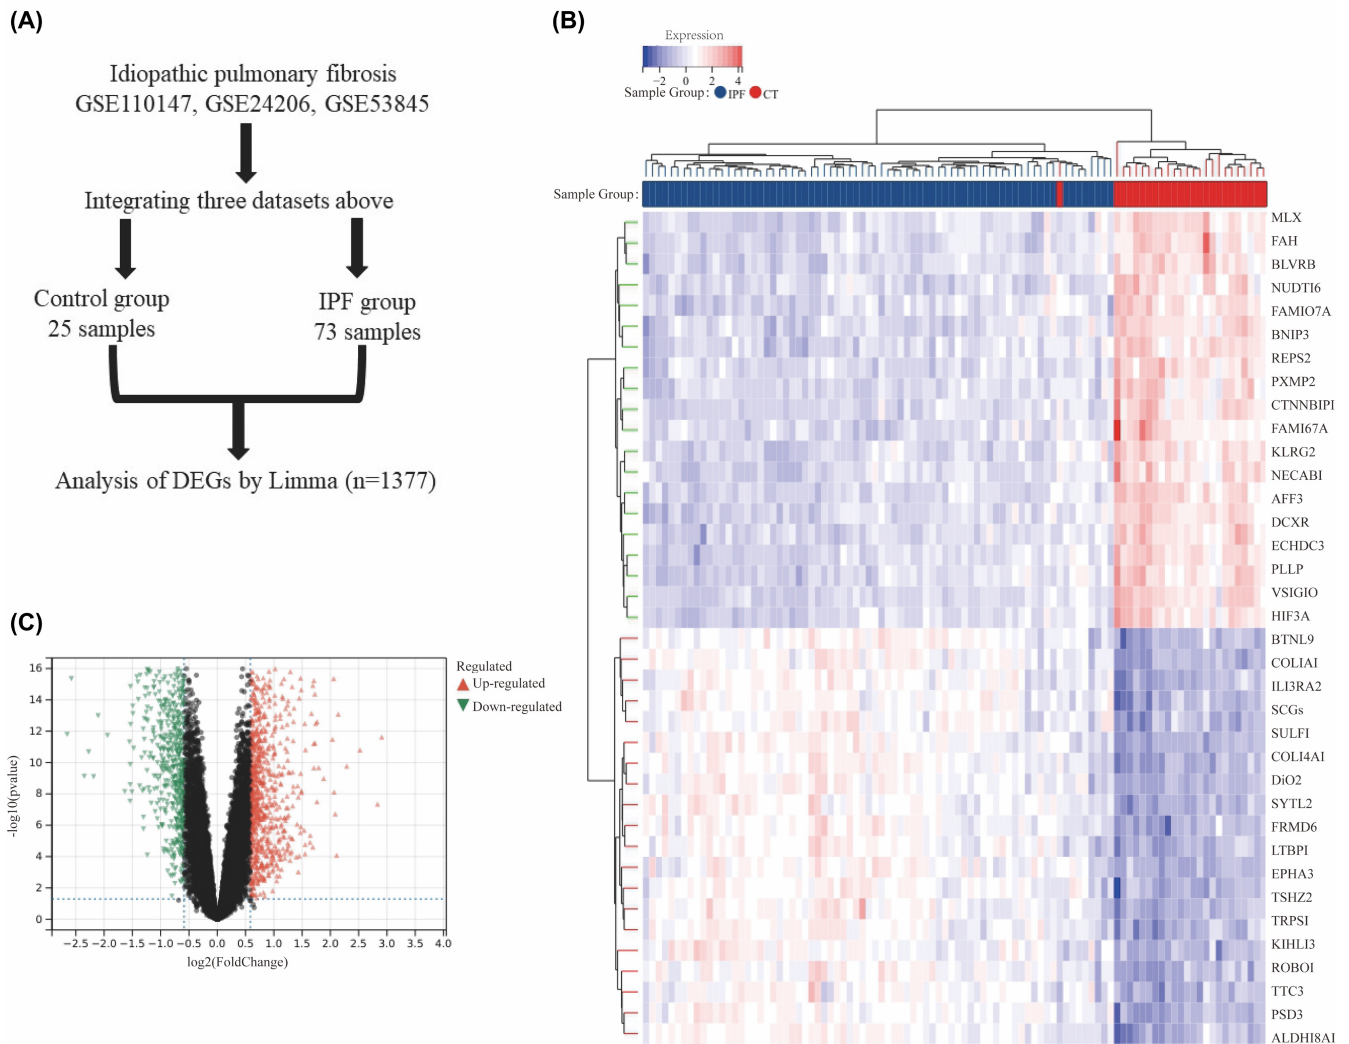 (A)
Idiopathic pulmonary fibrosis
GSE110147, GSE24206, GSE53845
Integrating three datasets above
Control group
25 samples
IPF group
73 samples
Analysis of DEGs by Limma (n=1377)
(B)
Expression
−2 0 2 4
Sample Group: IPF CT
Sample Group:
MLX
FAH
BLVRB
NUDTI6
FAMIO7A
BNIP3
REPS2
PXMP2
CTNNBIPI
FAMI67A
KLRG2
NECABI
AFF3
DCXR
ECHDC3
PLLP
VSIGIO
HIF3A
BTNL9
COLIAI
ILI3RA2
SCGs
SULFI
COLI4AI
DiO2
SYTL2
FRMD6
LTBPI
EPHA3
TSHZ2
TRPSI
KIHLI3
ROBOI
TTC3
PSD3
ALDHI8AI
(C)
Regulated
Up-regulated
Down-regulated
-log10(pvalue)
16
14
12
10
8
6
4
2
0
−2.5 −2.0 −1.5 −1.0 −0.5 0.0 0.5 1.0 1.5 2.0 2.5 3.0 3.5 4.0
log2(FoldChange)